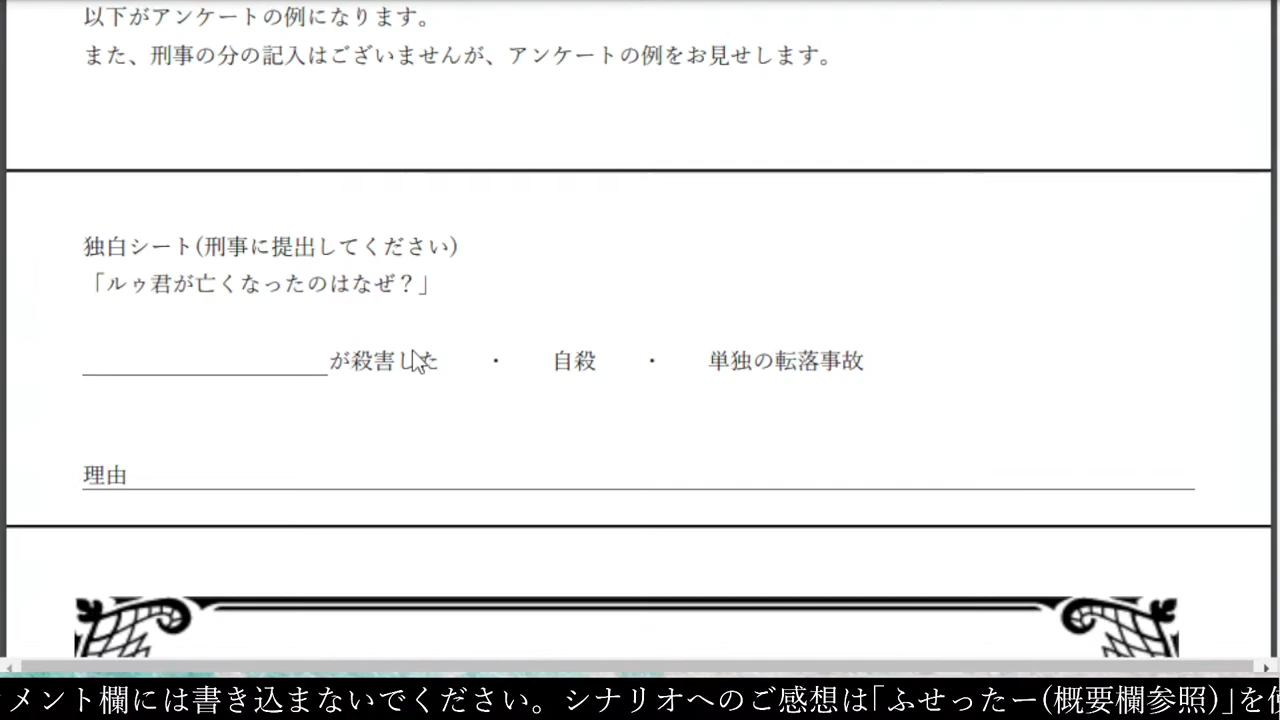 以下がアンケートの例になります。
また、刑事の分の記入はございませんが、アンケートの例をお見せします。
独白シート(刑事に提出してください)
「ルゥ君が亡くなったのはなぜ？」
が殺害した ・ 自殺 ・ 単独の転落事故
理由
メント欄には書き込まないでください。シナリオへのご感想は｢ふせったー(概要欄参照)｣を